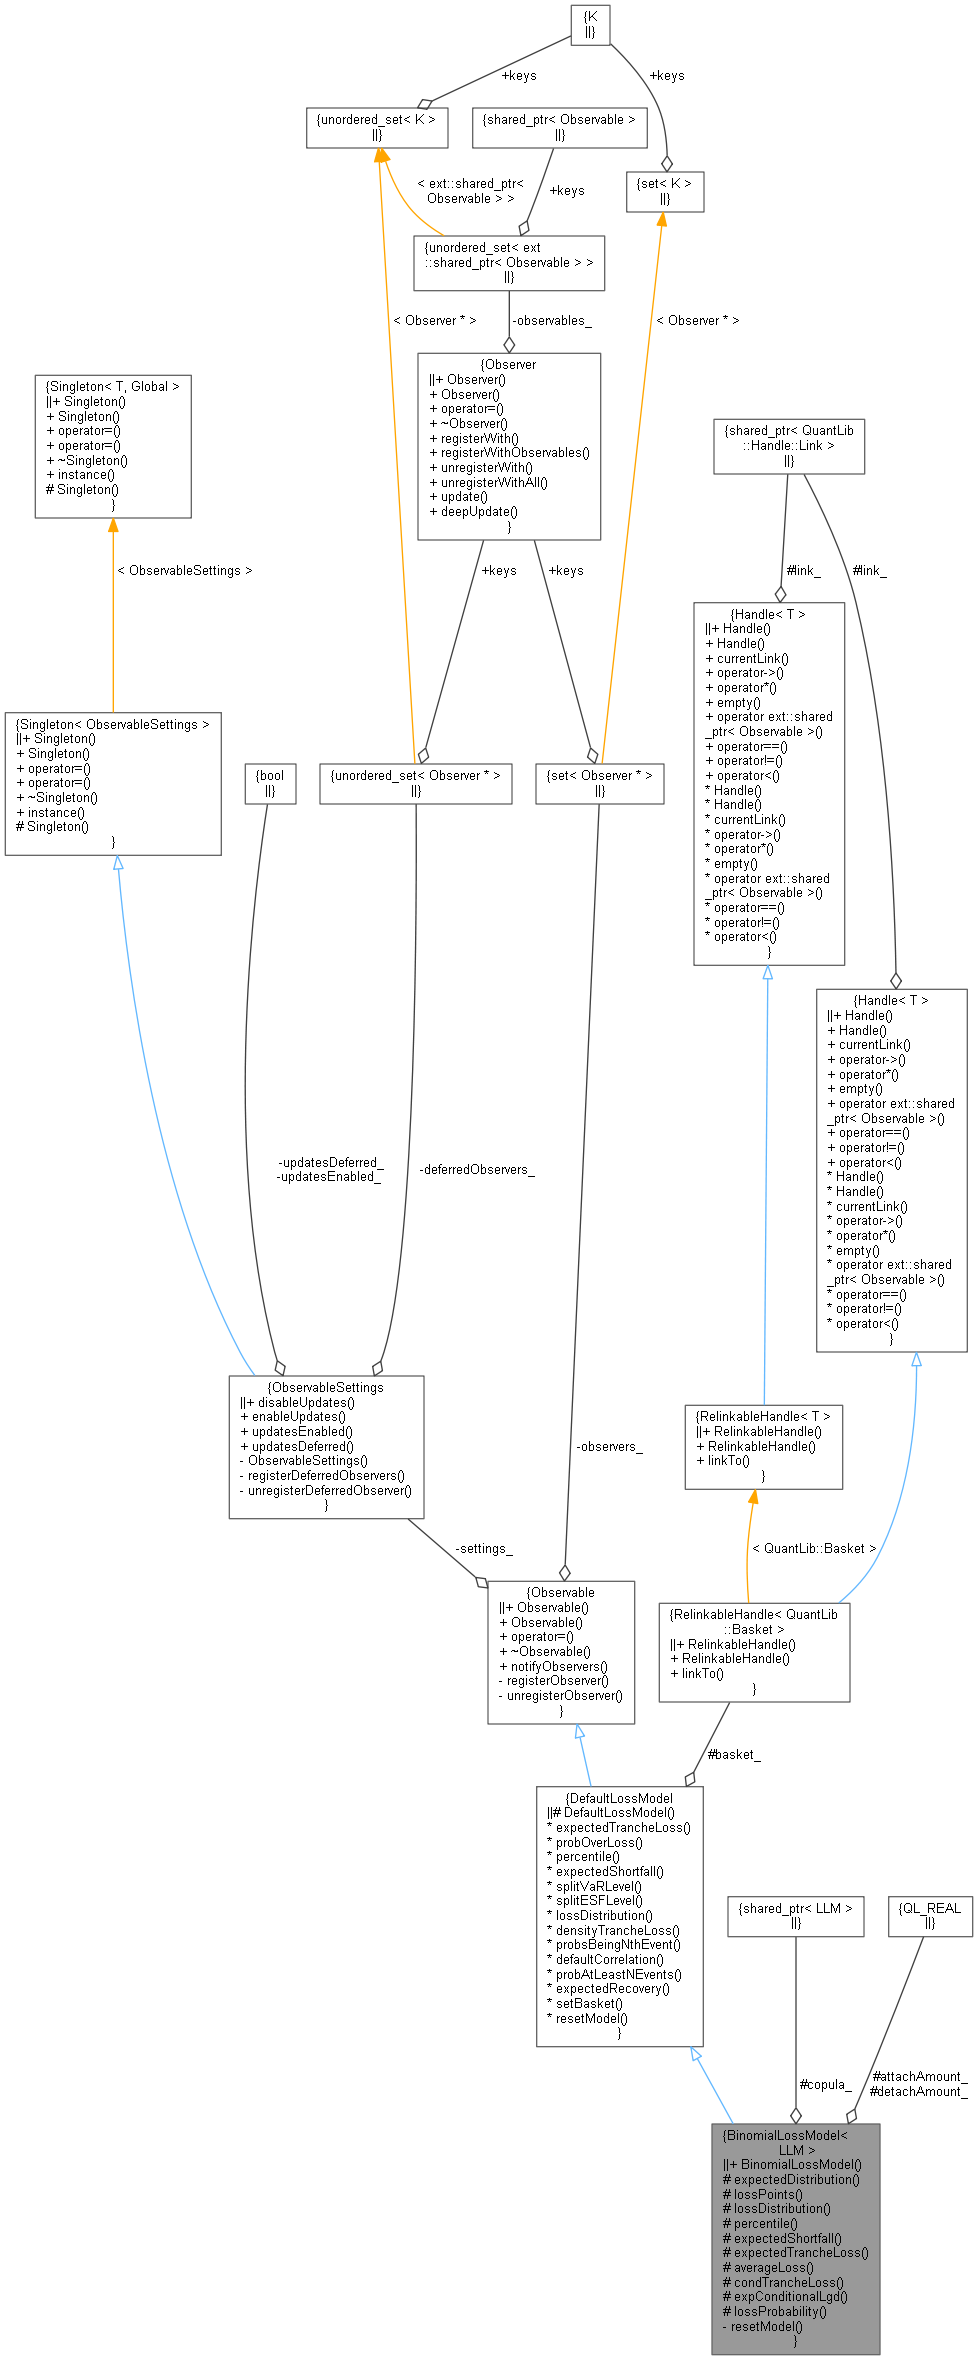 {K
||}
+keys
+keys
{unordered_set< K >
||}
{shared_ptr< Observable >
||}
{set< K >
||}
< ext::shared_ptr<
Observable > >
+keys
{unordered_set< ext
::shared_ptr< Observable > >
||}
< Observer * >
-observables_
< Observer * >
{Observer
||+ Observer()
+ Observer()
+ operator=()
+ ~Observer()
+ registerWith()
+ registerWithObservables()
+ unregisterWith()
+ unregisterWithAll()
+ update()
+ deepUpdate()
}
{Singleton< T, Global >
||+ Singleton()
+ Singleton()
+ operator=()
+ operator=()
+ ~Singleton()
+ instance()
# Singleton()
}
{shared_ptr< QuantLib
::Handle::Link >
||}
< ObservableSettings >
+keys
+keys
#link_
#link_
{Handle< T >
||+ Handle()
+ Handle()
+ currentLink()
+ operator->()
+ operator*()
+ empty()
+ operator ext::shared
_ptr< Observable >()
+ operator==()
+ operator!=()
+ operator<()
* Handle()
* Handle()
* currentLink()
* operator->()
* operator*()
* empty()
* operator ext::shared
_ptr< Observable >()
* operator==()
* operator!=()
* operator<()
}
{Singleton< ObservableSettings >
||+ Singleton()
+ Singleton()
+ operator=()
+ operator=()
+ ~Singleton()
+ instance()
# Singleton()
}
{bool
||}
{unordered_set< Observer * >
||}
{set< Observer * >
||}
{Handle< T >
||+ Handle()
+ Handle()
+ currentLink()
+ operator->()
+ operator*()
+ empty()
+ operator ext::shared
_ptr< Observable >()
+ operator==()
+ operator!=()
+ operator<()
* Handle()
* Handle()
* currentLink()
* operator->()
* operator*()
* empty()
* operator ext::shared
_ptr< Observable >()
* operator==()
* operator!=()
* operator<()
}
-updatesDeferred_
-updatesEnabled_
-deferredObservers_
{ObservableSettings
||+ disableUpdates()
+ enableUpdates()
+ updatesEnabled()
+ updatesDeferred()
- ObservableSettings()
- registerDeferredObservers()
- unregisterDeferredObserver()
}
-observers_
{RelinkableHandle< T >
||+ RelinkableHandle()
+ RelinkableHandle()
+ linkTo()
}
-settings_
< QuantLib::Basket >
{Observable
||+ Observable()
+ Observable()
+ operator=()
+ ~Observable()
+ notifyObservers()
- registerObserver()
- unregisterObserver()
}
{RelinkableHandle< QuantLib
::Basket >
||+ RelinkableHandle()
+ RelinkableHandle()
+ linkTo()
}
#basket_
{DefaultLossModel
||# DefaultLossModel()
* expectedTrancheLoss()
* probOverLoss()
* percentile()
* expectedShortfall()
* splitVaRLevel()
* splitESFLevel()
* lossDistribution()
* densityTrancheLoss()
* probsBeingNthEvent()
* defaultCorrelation()
* probAtLeastNEvents()
* expectedRecovery()
* setBasket()
* resetModel()
}
{shared_ptr< LLM >
||}
{QL_REAL
||}
#copula_
#attachAmount_
#detachAmount_
{BinomialLossModel<
LLM >
||+ BinomialLossModel()
# expectedDistribution()
# lossPoints()
# lossDistribution()
# percentile()
# expectedShortfall()
# expectedTrancheLoss()
# averageLoss()
# condTrancheLoss()
# expConditionalLgd()
# lossProbability()
- resetModel()
}